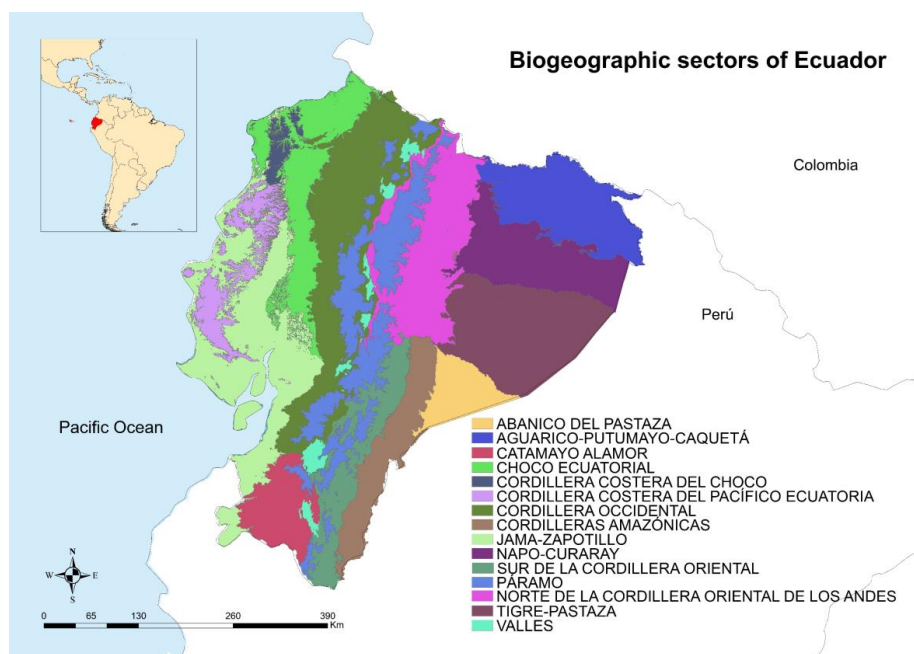 Biogeographic sectors of Ecuador
Colombia
Perú
Pacific Ocean
ABANICO DEL PASTAZA
AGUARICO-PUTUMAYO-CAQUETÁ
CATAMAYO ALAMOR
CHOCO ECUATORIAL
CORDILLERA COSTERA DEL CHOCO
CORDILLERA COSTERA DEL PACÍFICO ECUATORIA
CORDILLERA OCCIDENTAL
CORDILLERAS AMAZÓNICAS
JAMA-ZAPOTILLO
NAPO-CURARAY
SUR DE LA CORDILLERA ORIENTAL
PÁRAMO
NORTE DE LA CORDILLERA ORIENTAL DE LOS ANDES
TIGRE-PASTAZA
VALLES
N
W E
S
0 65 130 260 390
Km